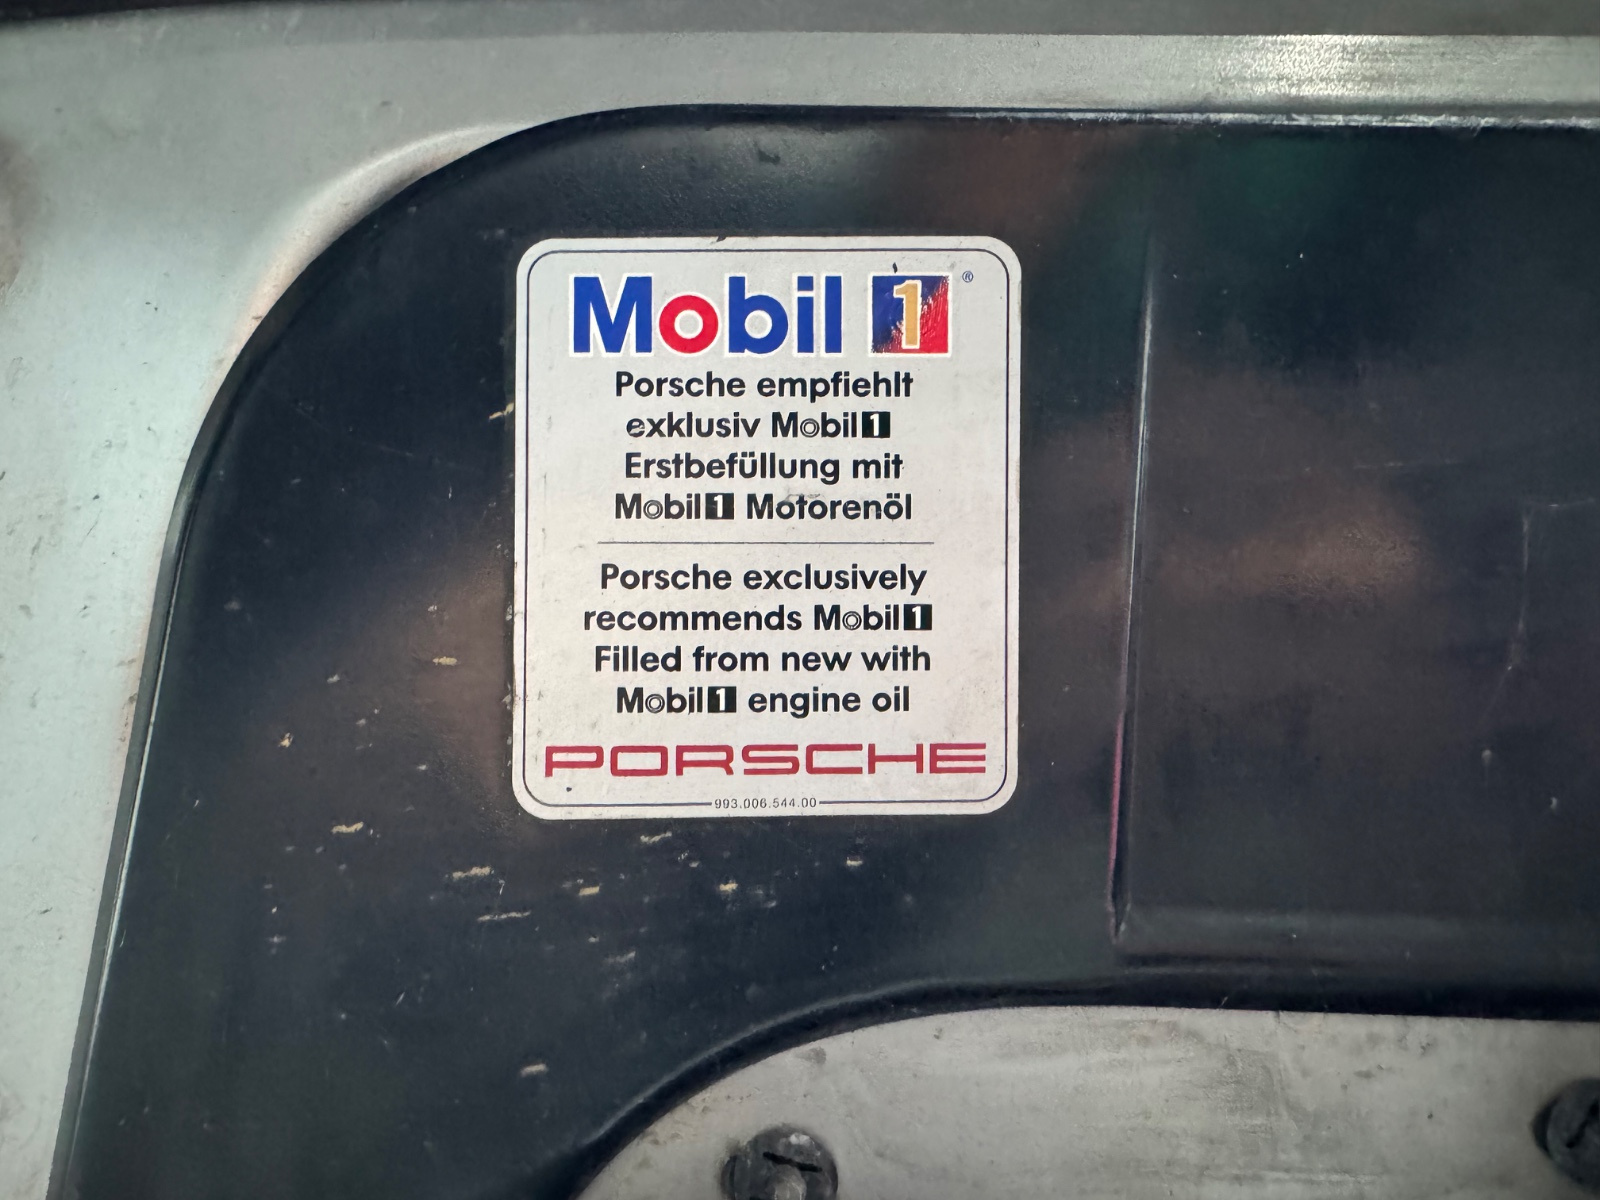 Mobil 1®
Porsche empfiehlt
exklusiv Mobil 1
Erstbefüllung mit
Mobil 1 Motorenöl
Porsche exclusively
recommends Mobil 1
Filled from new with
Mobil 1 engine oil
PORSCHE
993.006.544.00